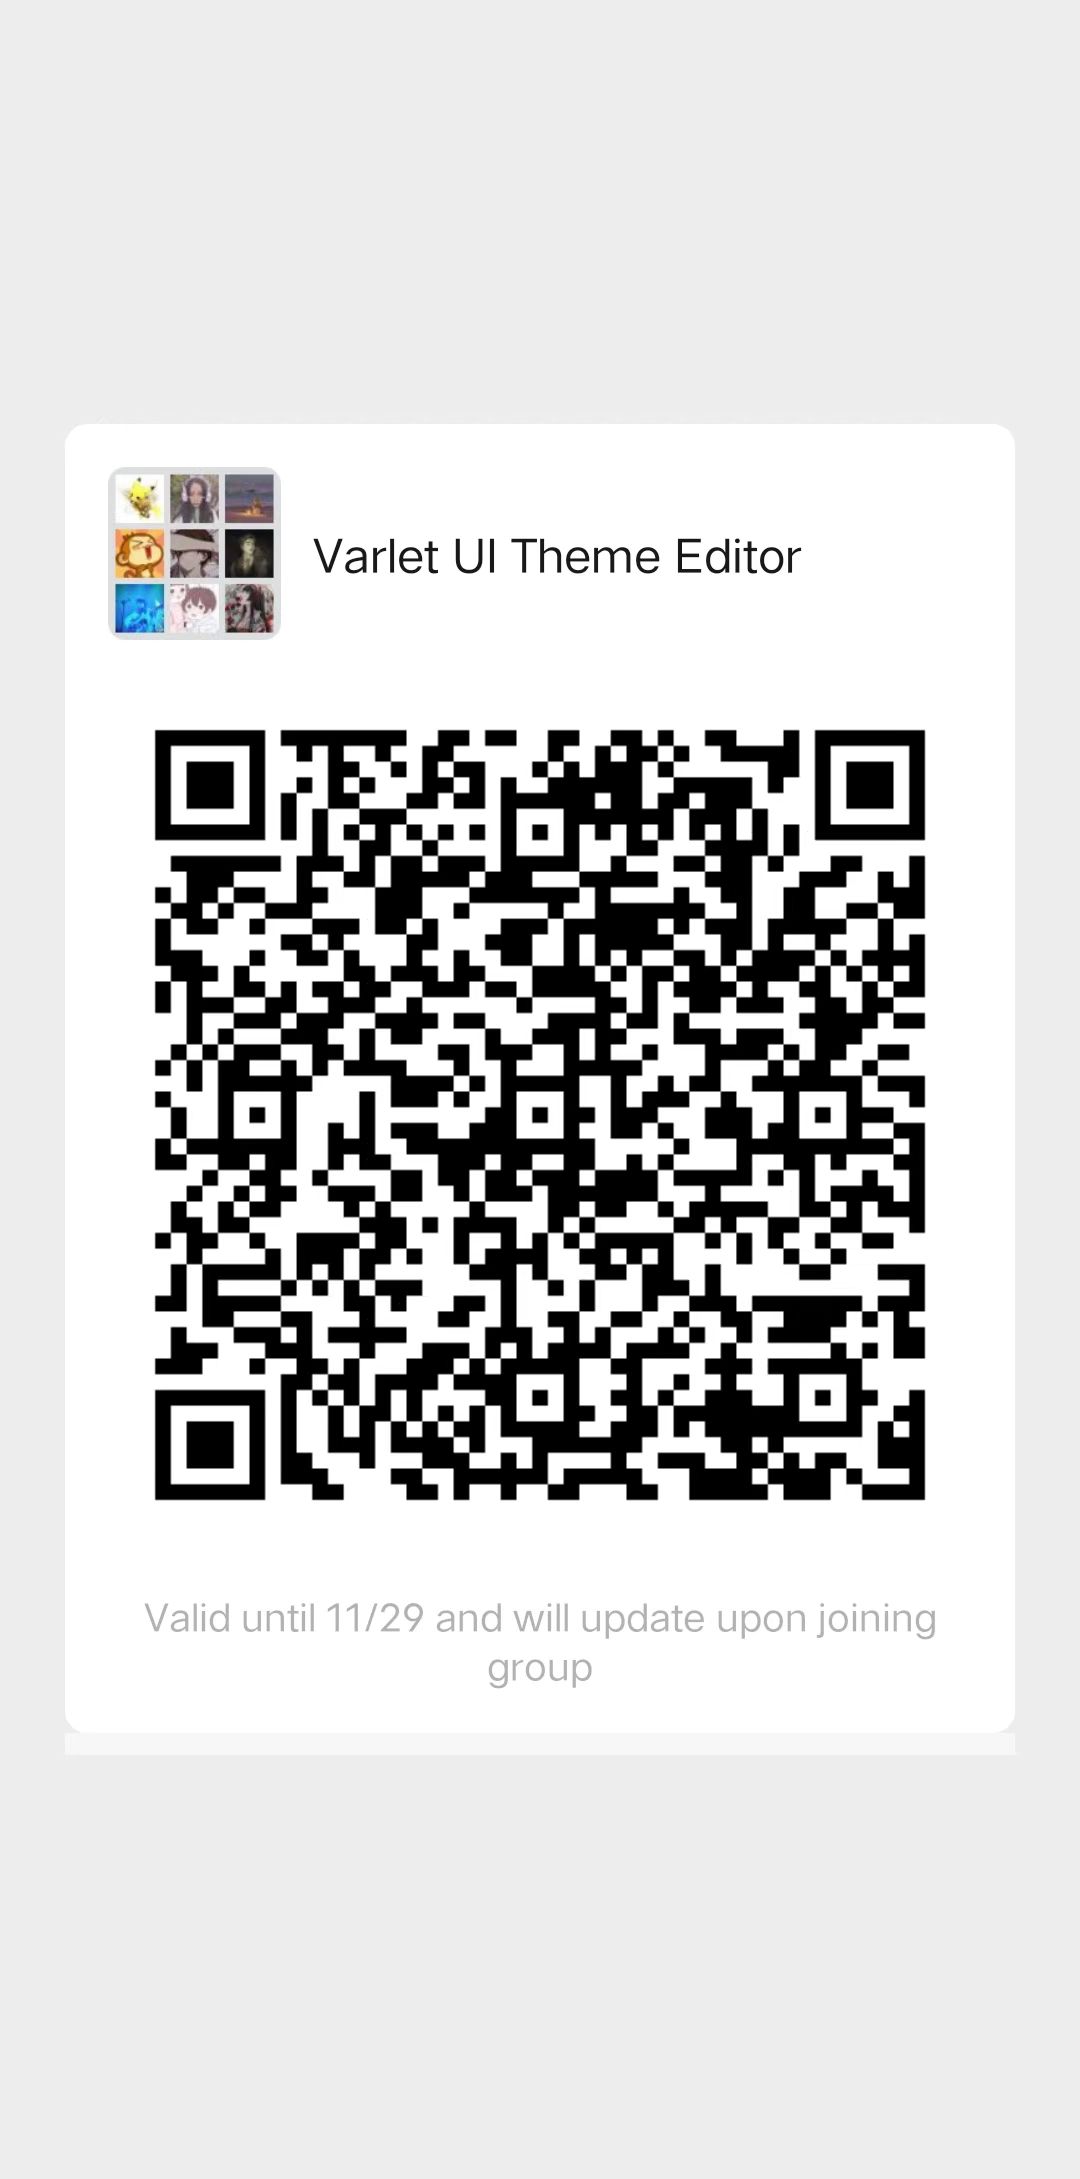 Varlet UI Theme Editor
Valid until 11/29 and will update upon joining
group